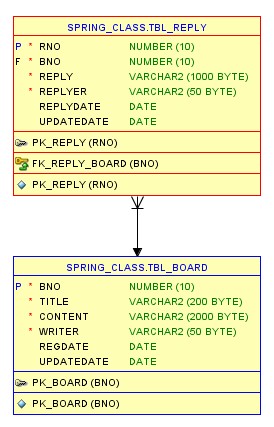 SPRING_CLASS.TBL_REPLY
P * RNO NUMBER (10)
F * BNO NUMBER (10)
* REPLY VARCHAR2 (1000 BYTE)
* REPLYER VARCHAR2 (50 BYTE)
REPLYDATE DATE
UPDATEDATE DATE
PK_REPLY (RNO)
FK_REPLY_BOARD (BNO)
PK_REPLY (RNO)
SPRING_CLASS.TBL_BOARD
P * BNO NUMBER (10)
* TITLE VARCHAR2 (200 BYTE)
* CONTENT VARCHAR2 (2000 BYTE)
* WRITER VARCHAR2 (50 BYTE)
REGDATE DATE
UPDATEDATE DATE
PK_BOARD (BNO)
PK_BOARD (BNO)